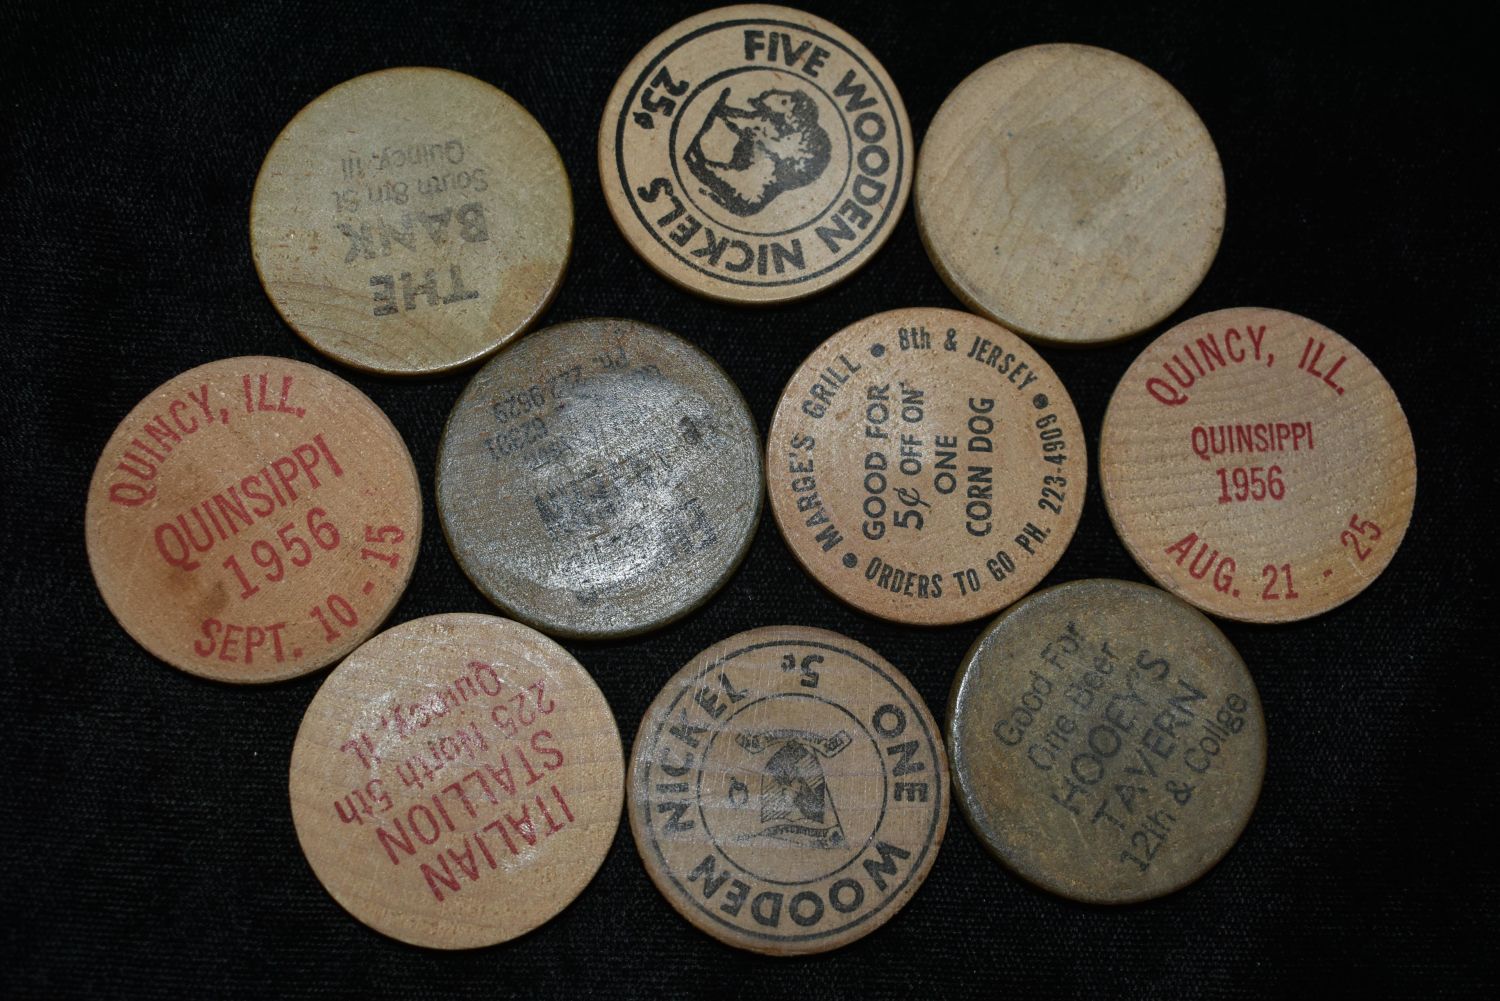 THE
BANK
South 8th St
Quincy, Ill
FIVE WOODEN NICKELS
25¢
QUINCY, ILL.
QUINSIPPI
1956
SEPT. 10 - 15
62301
MARGE'S GRILL • 8th & JERSEY • 223-4609
GOOD FOR
5¢ OFF ON
ONE
CORN DOG
• ORDERS TO GO PH.
QUINCY, ILL.
QUINSIPPI
1956
AUG. 21 - 25
ITALIAN
STALLION
225 North 5th
Quincy, IL
ONE WOODEN NICKEL
5¢
Good For
One Beer
HOOEY'S
TAVERN
12th & Collge